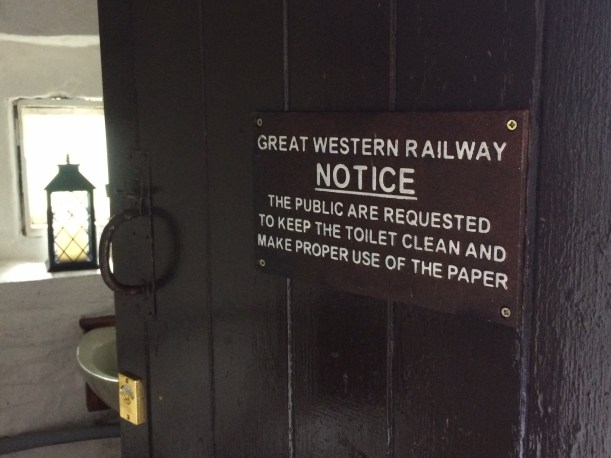 GREAT WESTERN RAILWAY
NOTICE
THE PUBLIC ARE REQUESTED
TO KEEP THE TOILET CLEAN AND
MAKE PROPER USE OF THE PAPER